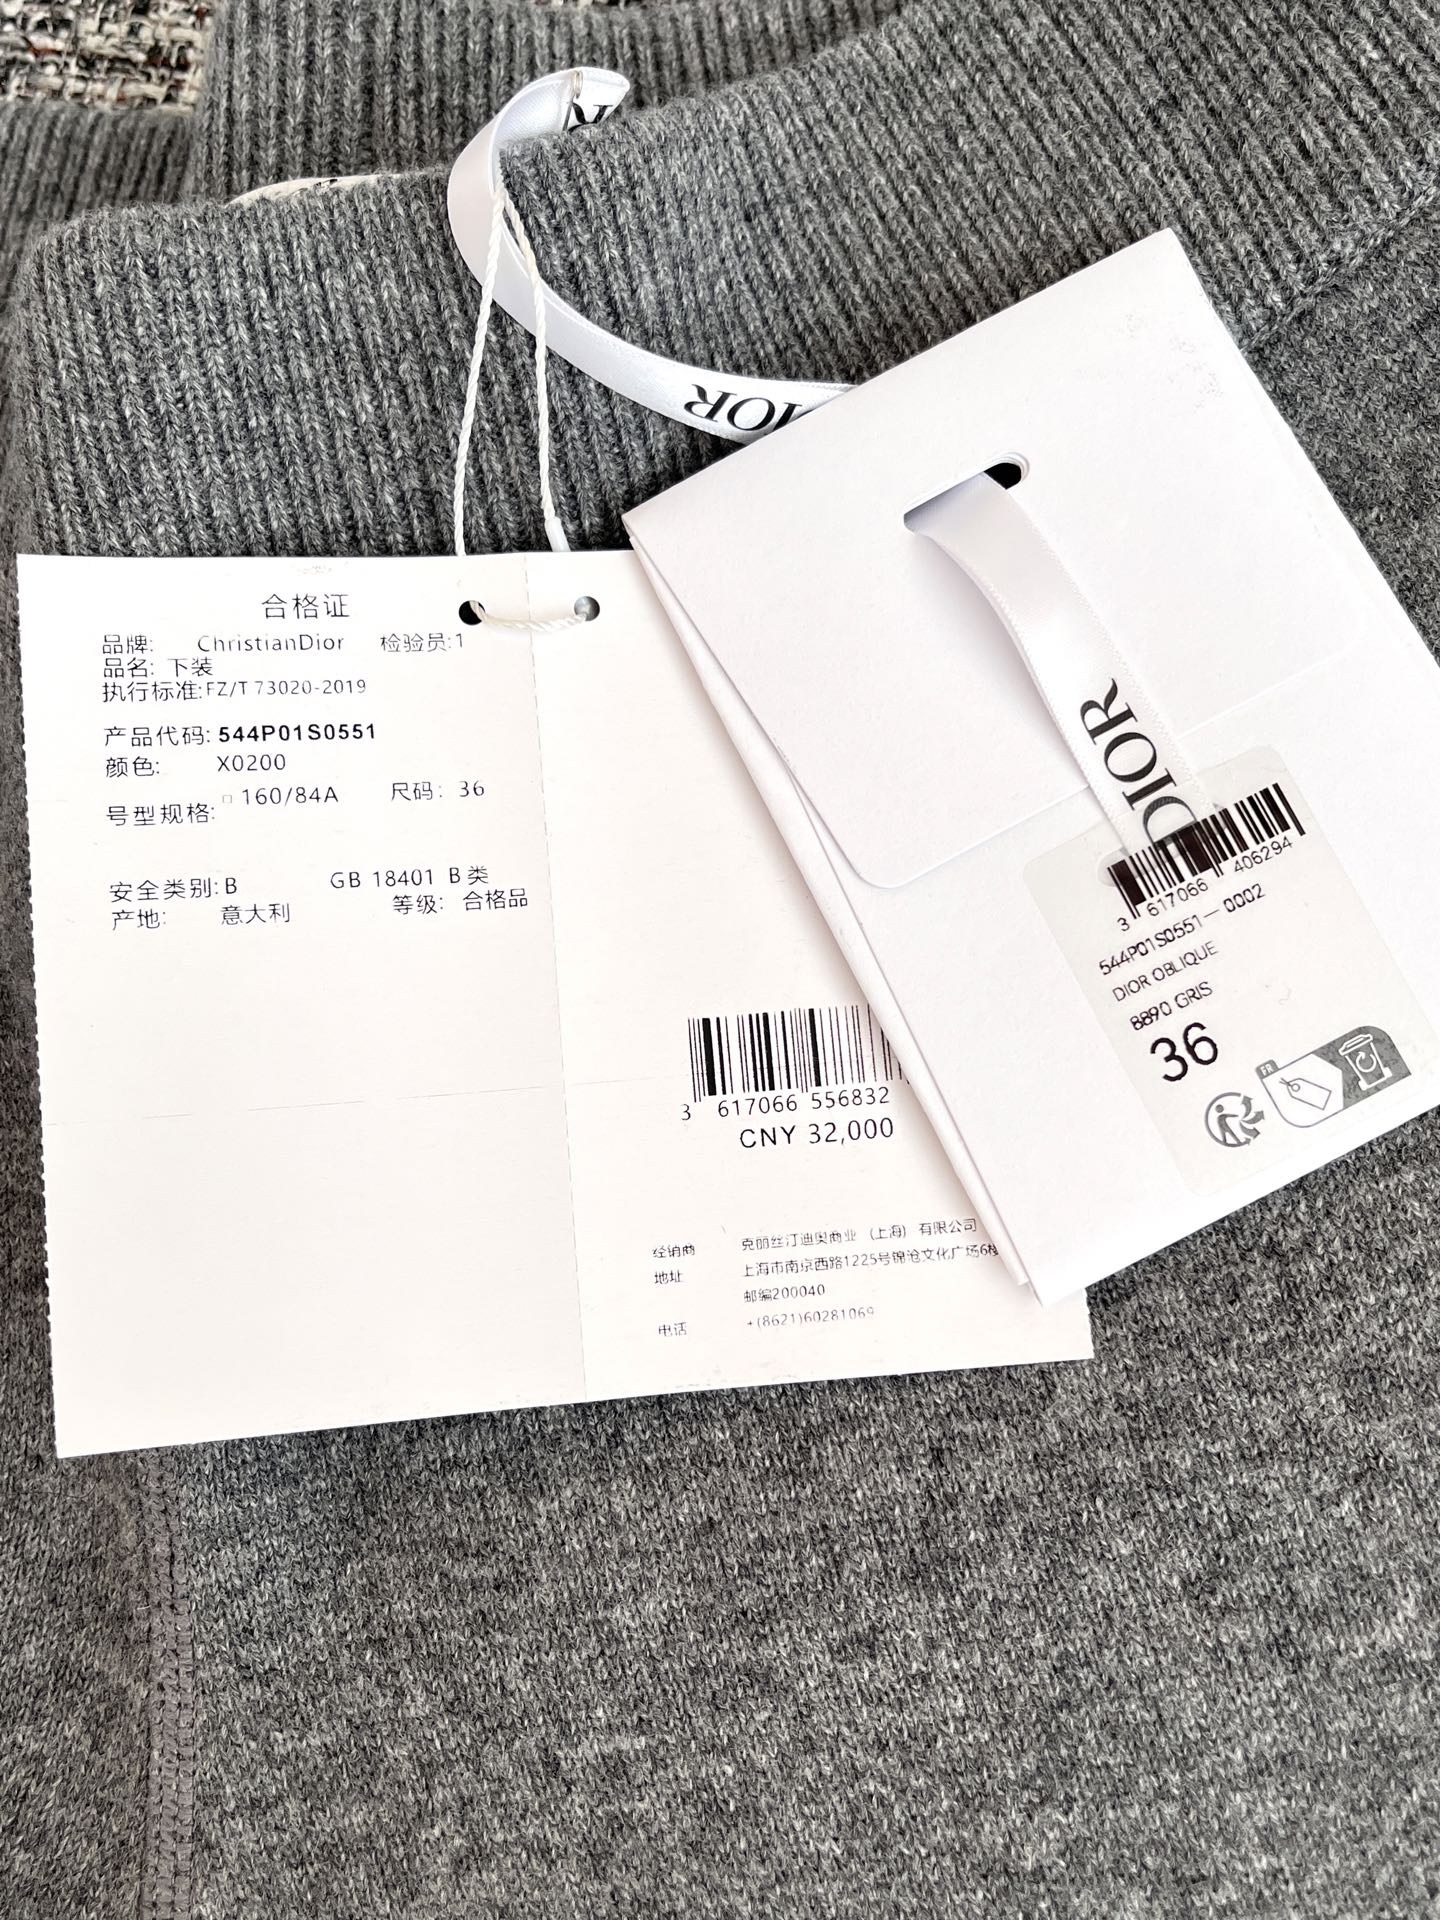 DIOR
合格证
品牌: ChristianDior 检验员:1
品名: 下装
执行标准:FZ/T 73020-2019
产品代码: 544P01S0551
颜色: X0200
号型规格: □ 160/84A 尺码: 36
安全类别: B GB 18401 B 类
产地: 意大利 等级: 合格品
3 617066 556832
CNY 32,000
经销商 克丽丝汀迪奥商业 (上海) 有限公司
地址 上海市南京西路1225号锦沧文化广场6楼
邮编200040
电话 +(8621)60281069
DIOR
3 617066 406294
544P01S0551-0002
DIOR OBLIQUE
8890 GRIS
36
FR